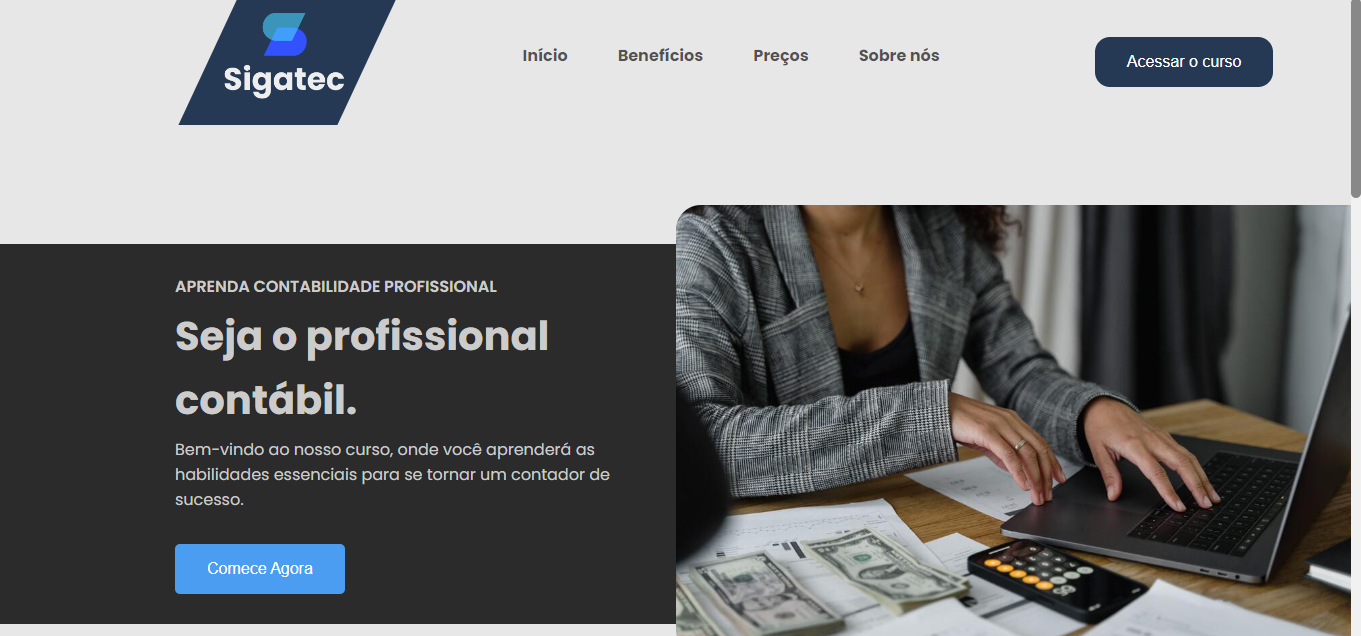 Sigatec
Início
Benefícios
Preços
Sobre nós
Acessar o curso
APRENDA CONTABILIDADE PROFISSIONAL
Seja o profissional
contábil.
Bem-vindo ao nosso curso, onde você aprenderá as
habilidades essenciais para se tornar um contador de
sucesso.
Comece Agora